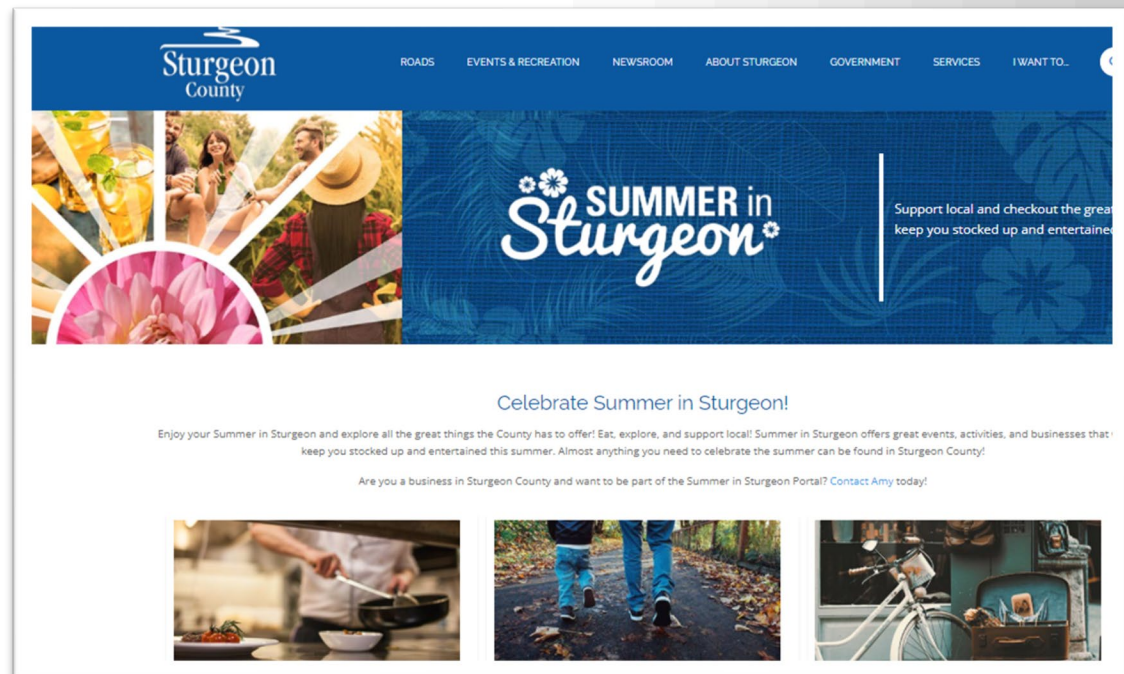 Sturgeon
County
ROADS EVENTS & RECREATION NEWSROOM ABOUT STURGEON GOVERNMENT SERVICES I WANT TO...
SUMMER in
Sturgeon
Support local and checkout the great
keep you stocked up and entertained
Celebrate Summer in Sturgeon!
Enjoy your Summer in Sturgeon and explore all the great things the County has to offer! Eat, explore, and support local! Summer in Sturgeon offers great events, activities, and businesses that
keep you stocked up and entertained this summer. Almost anything you need to celebrate the summer can be found in Sturgeon County!
Are you a business in Sturgeon County and want to be part of the Summer in Sturgeon Portal? Contact Amy today!